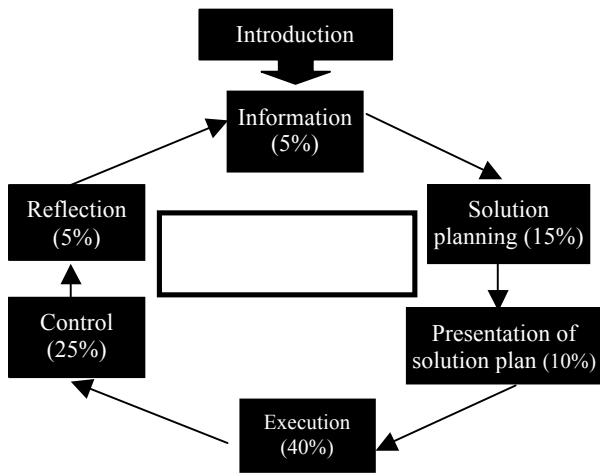 Introduction
Information
(5%)
Solution
planning (15%)
Presentation of
solution plan (10%)
Execution
(40%)
Control
(25%)
Reflection
(5%)